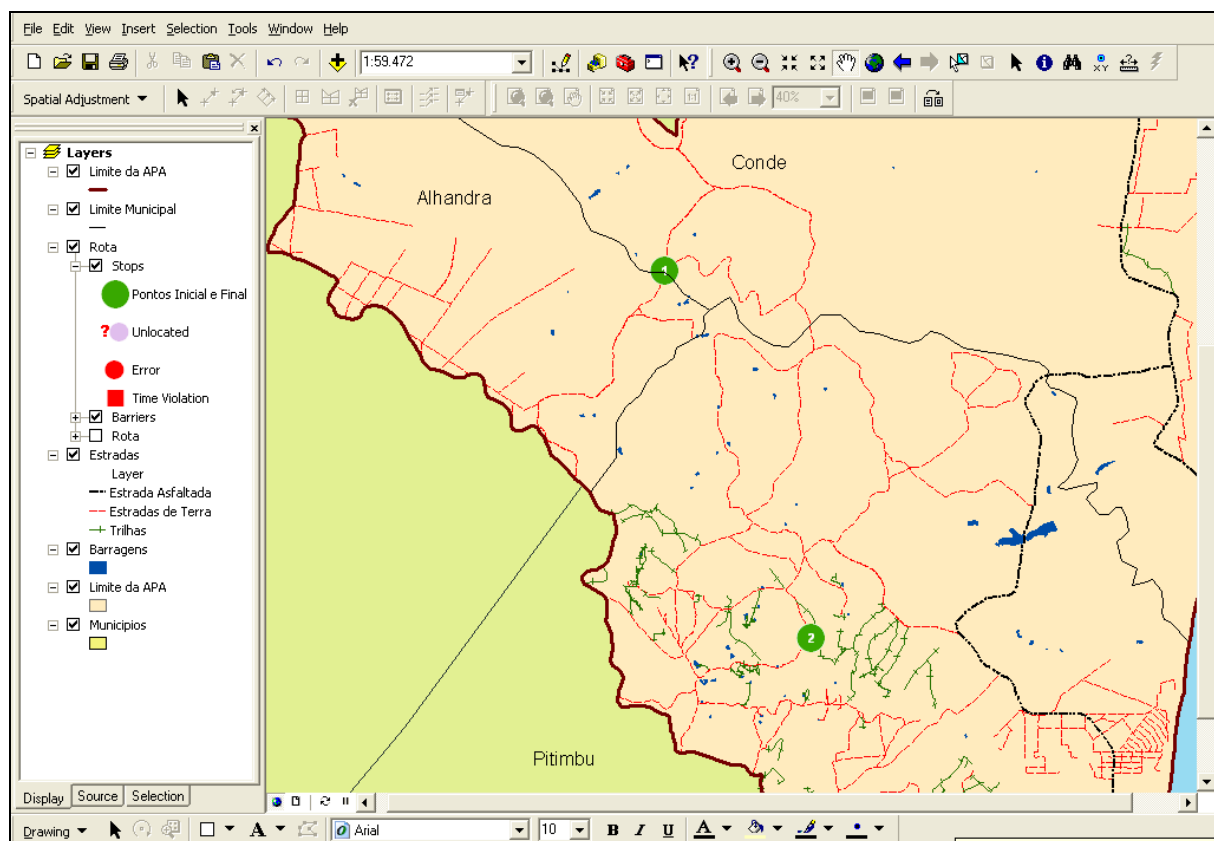 File Edit View Insert Selection Tools Window Help
1:59.472
Spatial Adjustment
40%
Layers
Limite da APA
Limite Municipal
Rota
Stops
Pontos Inicial e Final
? Unlocated
Error
Time Violation
Barriers
Rota
Estradas
Layer
Estrada Asfaltada
Estradas de Terra
Trilhas
Barragens
Limite da APA
Municipios
Conde
Alhandra
1
2
Pitimbu
Display Source Selection
Drawing A Arial 10 B I U A